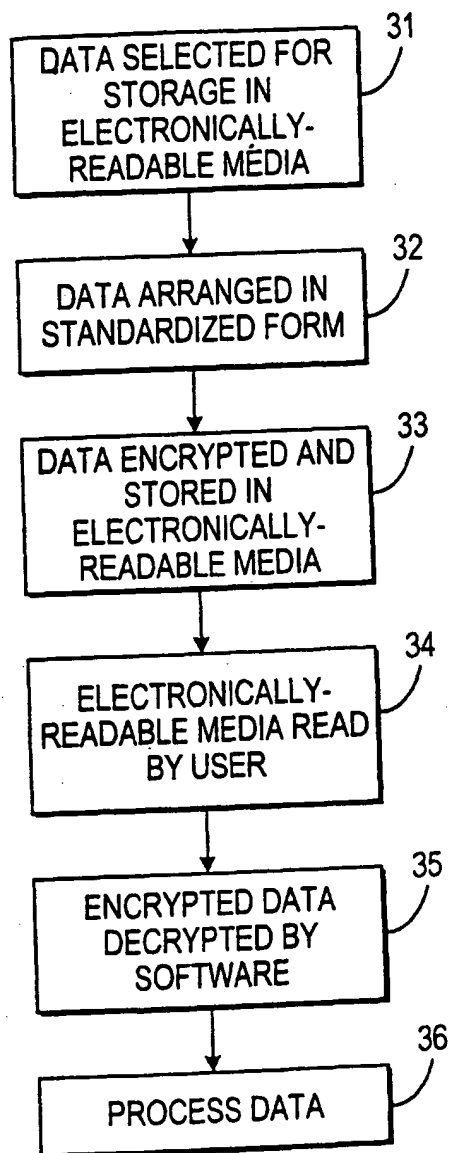 31
DATA SELECTED FOR
STORAGE IN
ELECTRONICALLY-
READABLE MEDIA
32
DATA ARRANGED IN
STANDARDIZED FORM
33
DATA ENCRYPTED AND
STORED IN
ELECTRONICALLY-
READABLE MEDIA
34
ELECTRONICALLY-
READABLE MEDIA READ
BY USER
35
ENCRYPTED DATA
DECRYPTED BY
SOFTWARE
36
PROCESS DATA